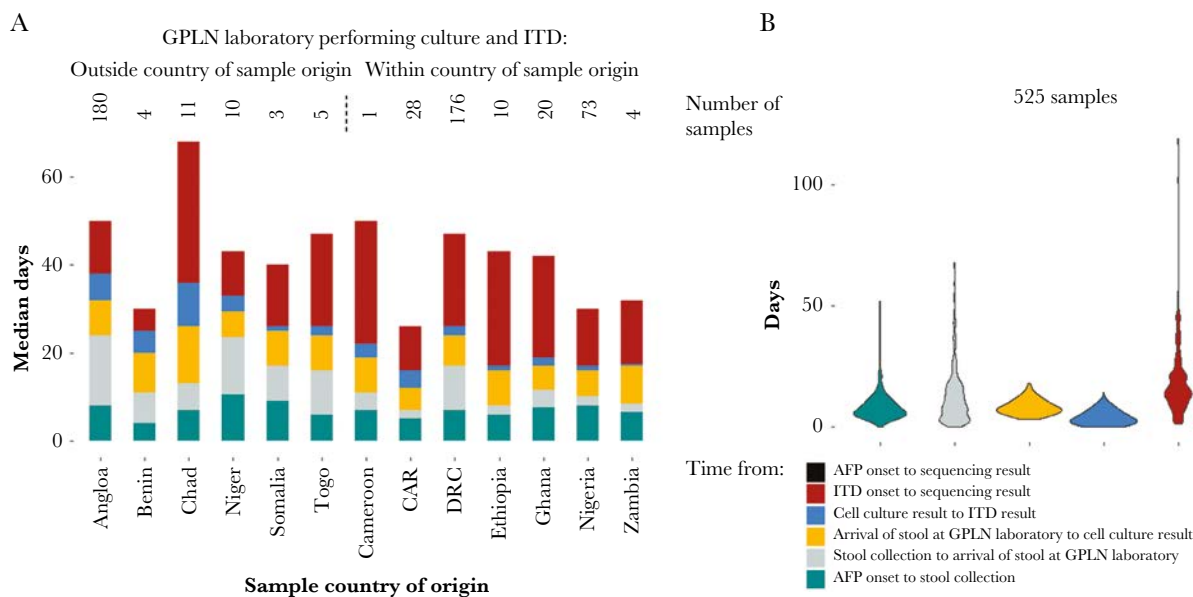 A
GPLN laboratory performing culture and ITD:
Outside country of sample origin Within country of sample origin
180 4 11 10 3 5 1 28 176 10 20 73 4
60
40
20
0
Median days
Angloa Benin Chad Niger Somalia Togo Cameroon CAR DRC Ethiopia Ghana Nigeria Zambia
Sample country of origin
B
Number of
samples
525 samples
100
50
0
Days
Time from:
AFP onset to sequencing result
ITD onset to sequencing result
Cell culture result to ITD result
Arrival of stool at GPLN laboratory to cell culture result
Stool collection to arrival of stool at GPLN laboratory
AFP onset to stool collection